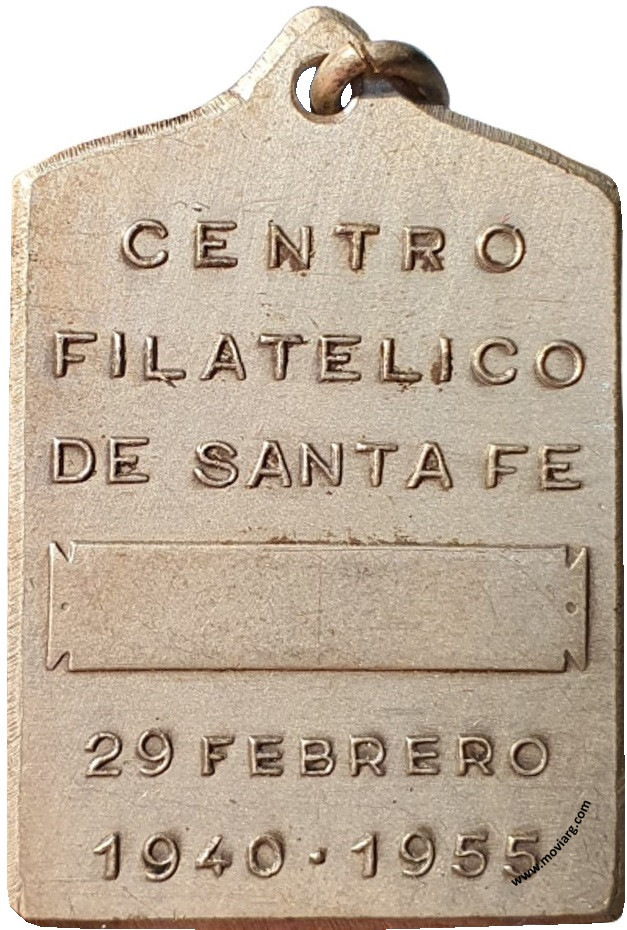 CENTRO
FILATELICO
DE SANTA FE
29 FEBRERO
1940 · 1955
www.moviarg.com